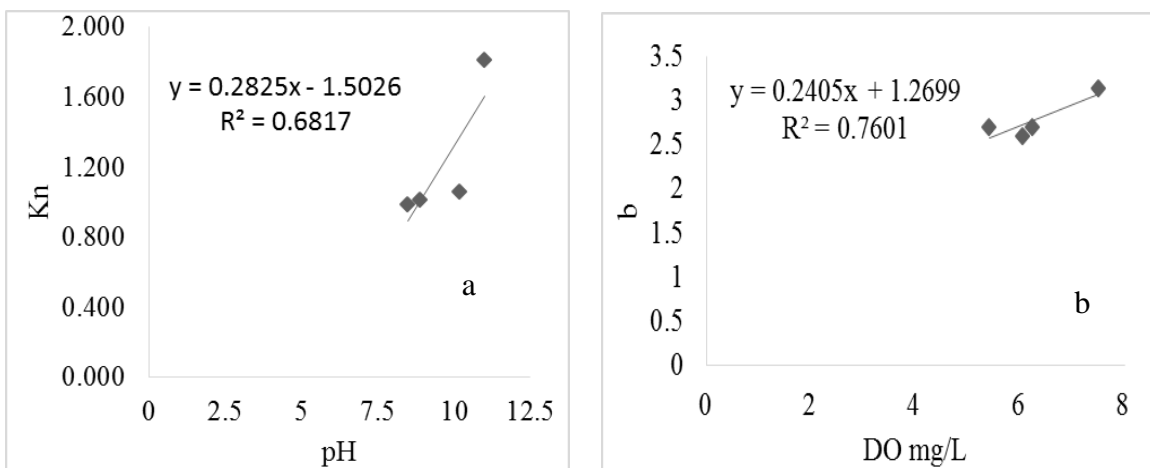 2.000
1.600
1.200
0.800
0.400
0.000
Kn
y = 0.2825x - 1.5026
R² = 0.6817
a
0 2.5 7.5 10 12.5
pH
3.5
3
2.5
2
1.5
1
0.5
0
b
y = 0.2405x + 1.2699
R² = 0.7601
b
0 2 4 6 8
DO mg/L